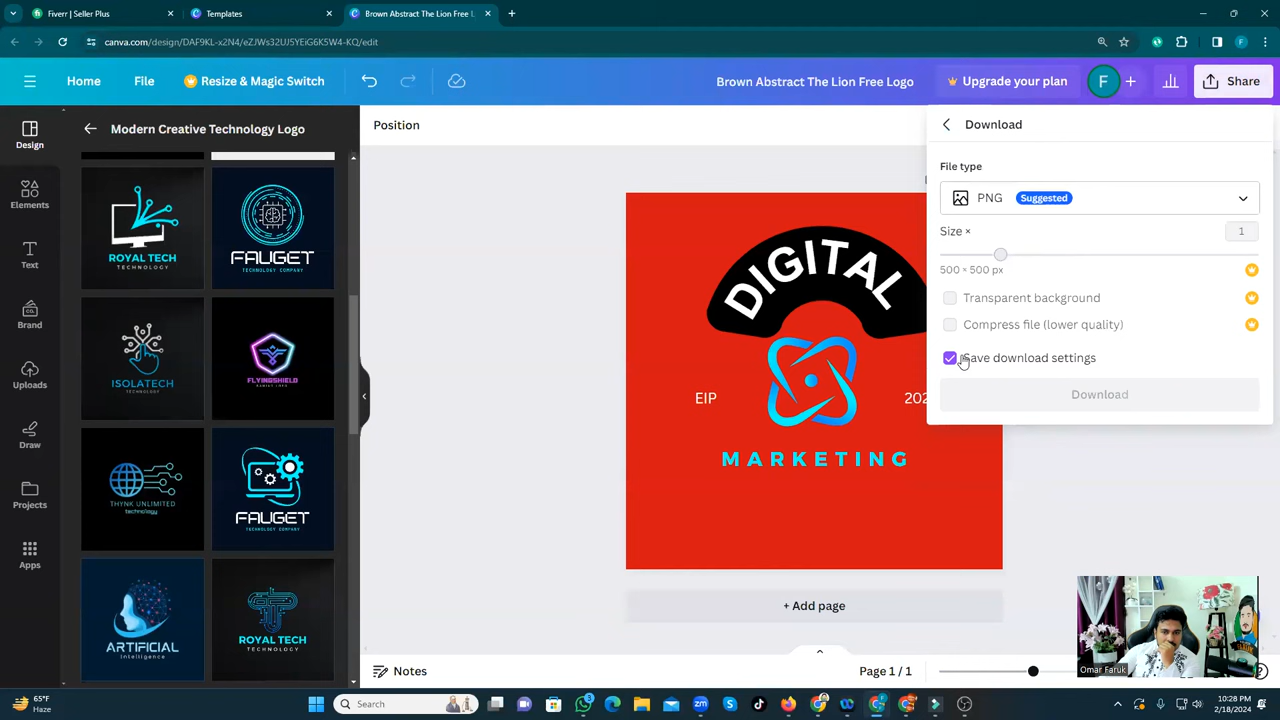 Fiverr | Seller Plus
Templates
Brown Abstract The Lion Free L
canva.com/design/DAF9KL-x2N4/eZJWs32UJ5YEiG6K5W4-KQ/edit
Home
File
Resize & Magic Switch
Brown Abstract The Lion Free Logo
Upgrade your plan
F
Share
Design
Elements
Text
Brand
Uploads
Draw
Projects
Apps
Modern Creative Technology Logo
ROYAL TECH
TECHNOLOGY
FAUGET
TECHNOLOGY COMPANY
ISOLATECH
FLYINGSHIELD
THYNK UNLIMITED
technology
FAUGET
TECHNOLOGY COMPANY
ARTIFICIAL
Intelligence
ROYAL TECH
TECHNOLOGY
Position
DIGITAL
EIP
202
MARKETING
+ Add page
Notes
Page 1 / 1
Download
File type
PNG
Suggested
Size ×
1
500 × 500 px
Transparent background
Compress file (lower quality)
Save download settings
Download
Omar Faruk
65°F
Haze
Search
10:28 PM
2/18/2024